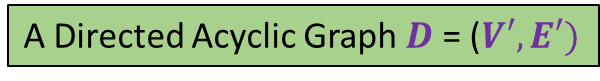 A Directed Acyclic Graph D = (V′, E′)